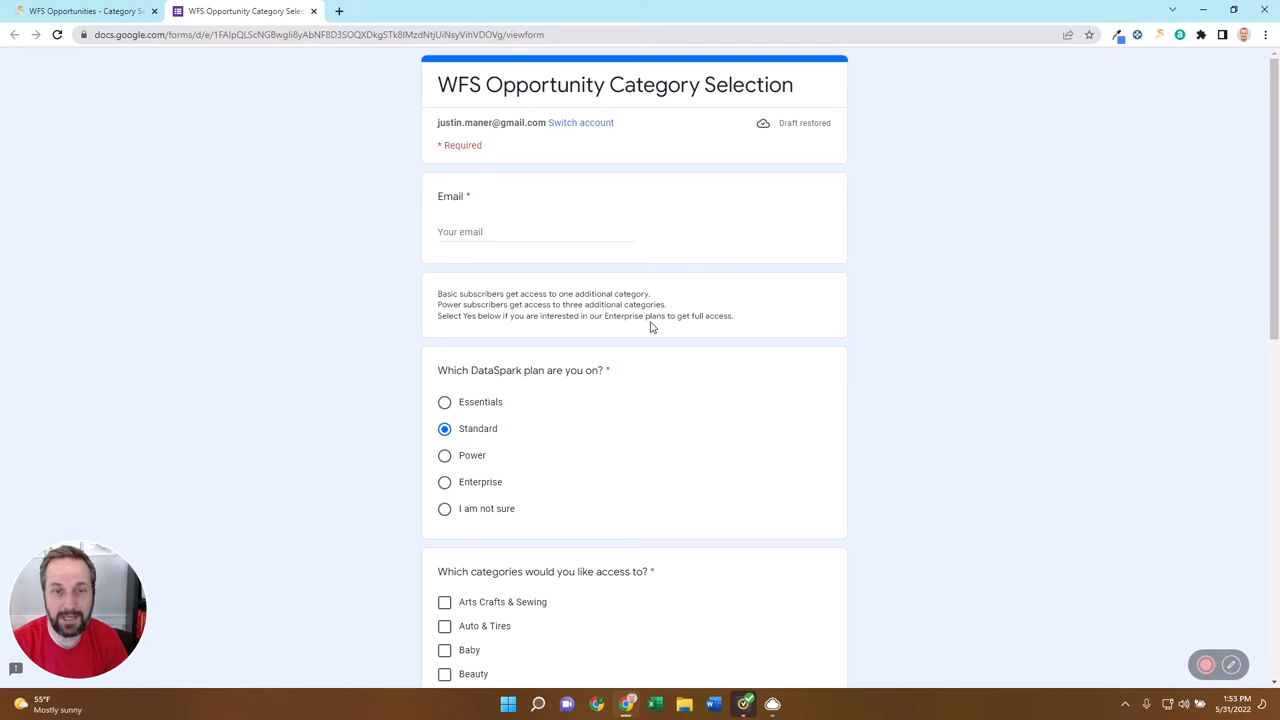 WFS Opportunities - Category Se
WFS Opportunity Category Selec
docs.google.com/forms/d/e/1FAIpQLScNGBwgIi8yAbNF8D3SOQXDkgSTk8IMzdNtjUiNsyVihVDOVg/viewform
WFS Opportunity Category Selection
justin.maner@gmail.com Switch account
Draft restored
* Required
Email *
Your email
Basic subscribers get access to one additional category.
Power subscribers get access to three additional categories.
Select Yes below if you are interested in our Enterprise plans to get full access.
Which DataSpark plan are you on? *
Essentials
Standard
Power
Enterprise
I am not sure
Which categories would you like access to? *
Arts Crafts & Sewing
Auto & Tires
Baby
Beauty
55°F
Mostly sunny
1:53 PM
5/31/2022